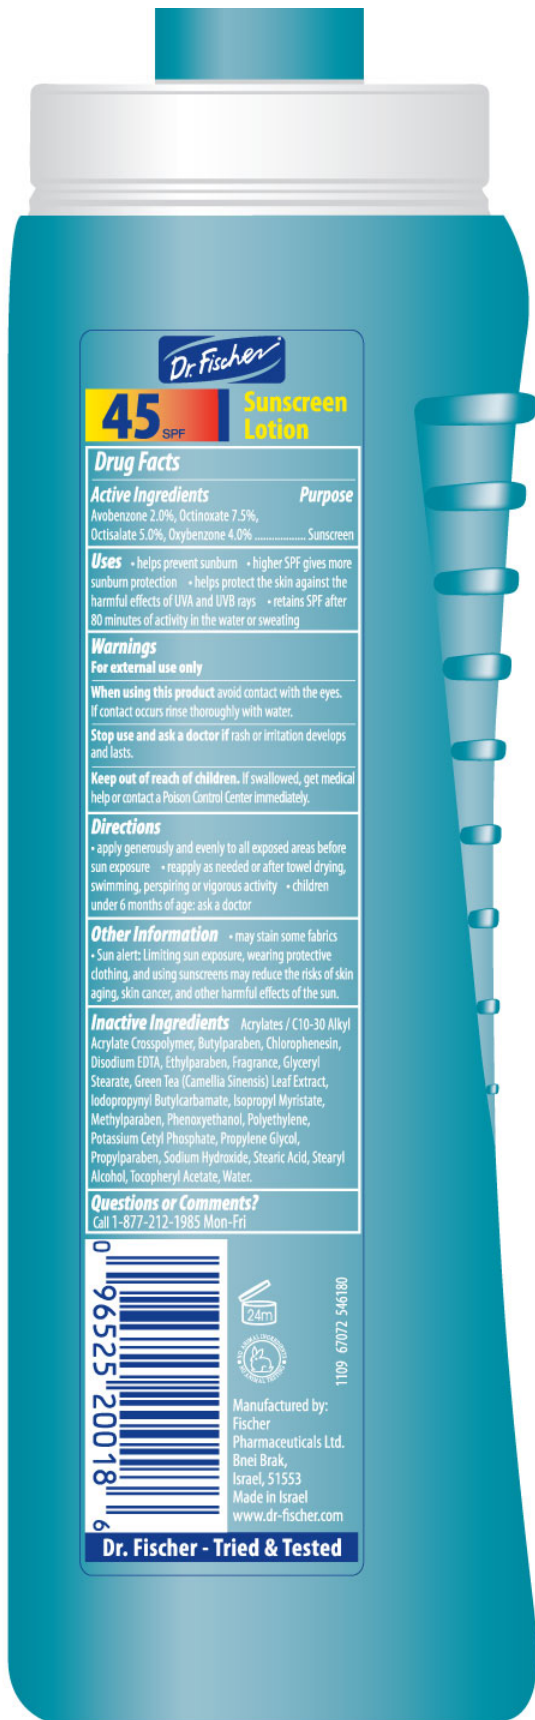 Dr. Fischer
45 SPF
Sunscreen
Lotion
Drug Facts
Active Ingredients Purpose
Avobenzone 2.0%, Octinoxate 7.5%,
Octisalate 5.0%, Oxybenzone 4.0% .................. Sunscreen
Uses • helps prevent sunburn • higher SPF gives more
sunburn protection • helps protect the skin against the
harmful effects of UVA and UVB rays • retains SPF after
80 minutes of activity in the water or sweating
Warnings
For external use only
When using this product avoid contact with the eyes.
If contact occurs rinse thoroughly with water.
Stop use and ask a doctor if rash or irritation develops
and lasts.
Keep out of reach of children. If swallowed, get medical
help or contact a Poison Control Center immediately.
Directions
• apply generously and evenly to all exposed areas before
sun exposure • reapply as needed or after towel drying,
swimming, perspiring or vigorous activity • children
under 6 months of age: ask a doctor
Other Information • may stain some fabrics
• Sun alert: Limiting sun exposure, wearing protective
clothing, and using sunscreens may reduce the risks of skin
aging, skin cancer, and other harmful effects of the sun.
Inactive Ingredients Acrylates / C10-30 Alkyl
Acrylate Crosspolymer, Butylparaben, Chlorophenesin,
Disodium EDTA, Ethylparaben, Fragrance, Glyceryl
Stearate, Green Tea (Camellia Sinensis) Leaf Extract,
Iodopropynyl Butylcarbamate, Isopropyl Myristate,
Methylparaben, Phenoxyethanol, Polyethylene,
Potassium Cetyl Phosphate, Propylene Glycol,
Propylparaben, Sodium Hydroxide, Stearic Acid, Stearyl
Alcohol, Tocopheryl Acetate, Water.
Questions or Comments?
Call 1-877-212-1985 Mon-Fri
0 96525 20018 6
24m
NO ANIMAL INGREDIENTS
NO ANIMAL TESTING
1109 67072 546180
Manufactured by:
Fischer
Pharmaceuticals Ltd.
Bnei Brak,
Israel, 51553
Made in Israel
www.dr-fischer.com
Dr. Fischer - Tried & Tested